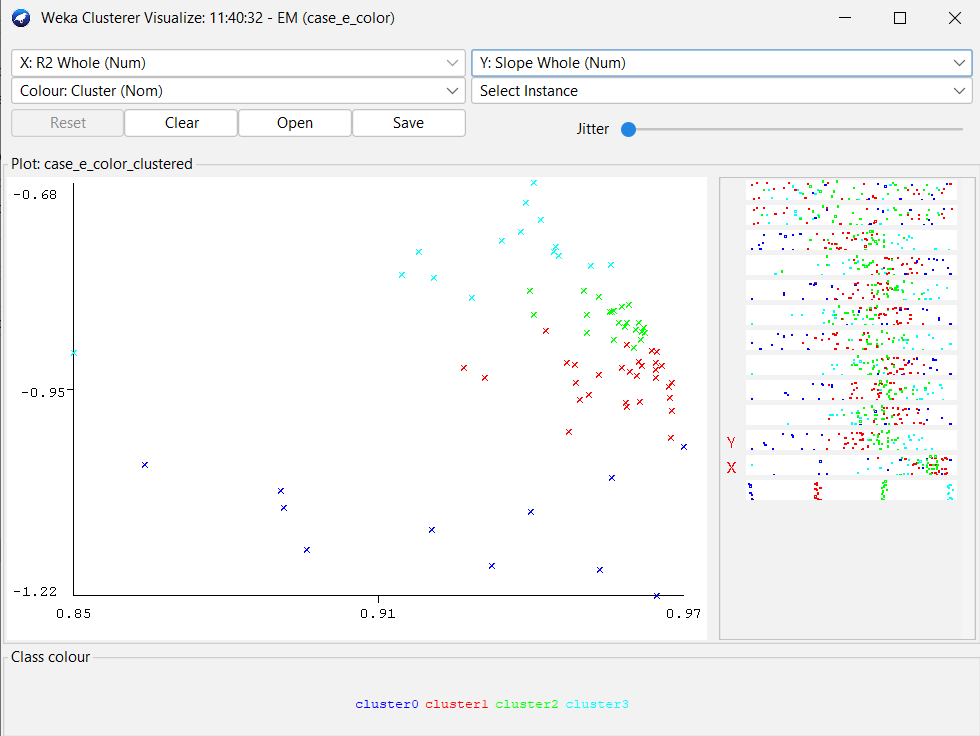 Weka Clusterer Visualize: 11:40:32 - EM (case_e_color)
X: R2 Whole (Num) Y: Slope Whole (Num)
Colour: Cluster (Nom) Select Instance
Reset Clear Open Save Jitter
Plot: case_e_color_clustered
-0.68
-0.95
-1.22
0.85 0.91 0.97
Y
X
Class colour
cluster0 cluster1 cluster2 cluster3